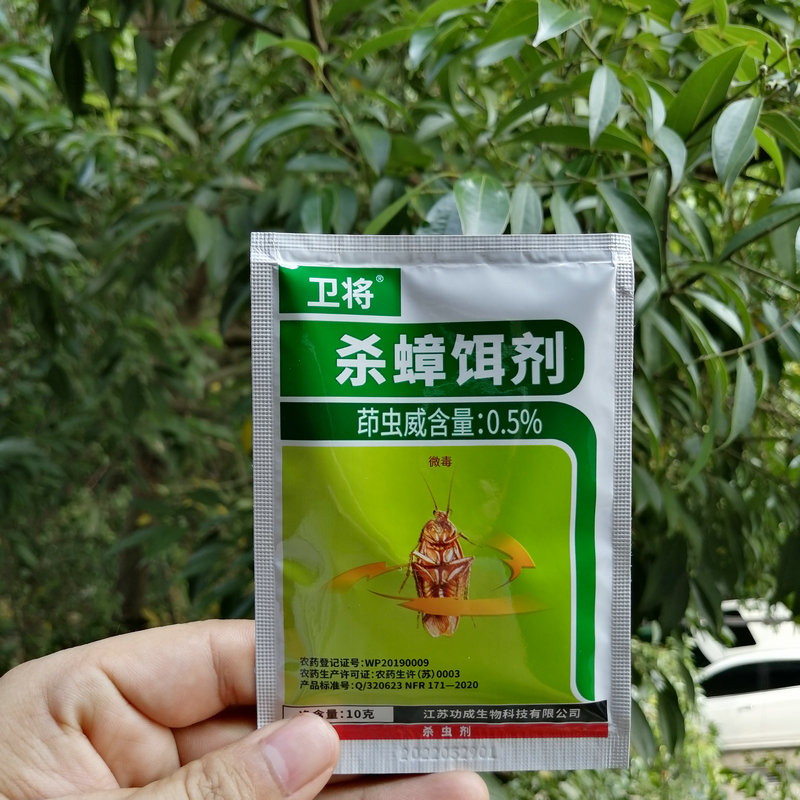 卫将®
杀蟑饵剂
茚虫威含量:0.5%
微毒
农药登记证号:WP20190009
农药生产许可证:农药生许(苏)0003
产品标准号:Q/320623 NFR 171—2020
净含量:10克 江苏功成生物科技有限公司
杀虫剂